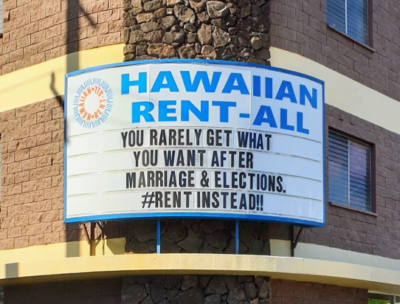 HAWAIIAN
RENT-ALL
YOU RARELY GET WHAT
YOU WANT AFTER
MARRIAGE & ELECTIONS.
#RENT INSTEAD!!